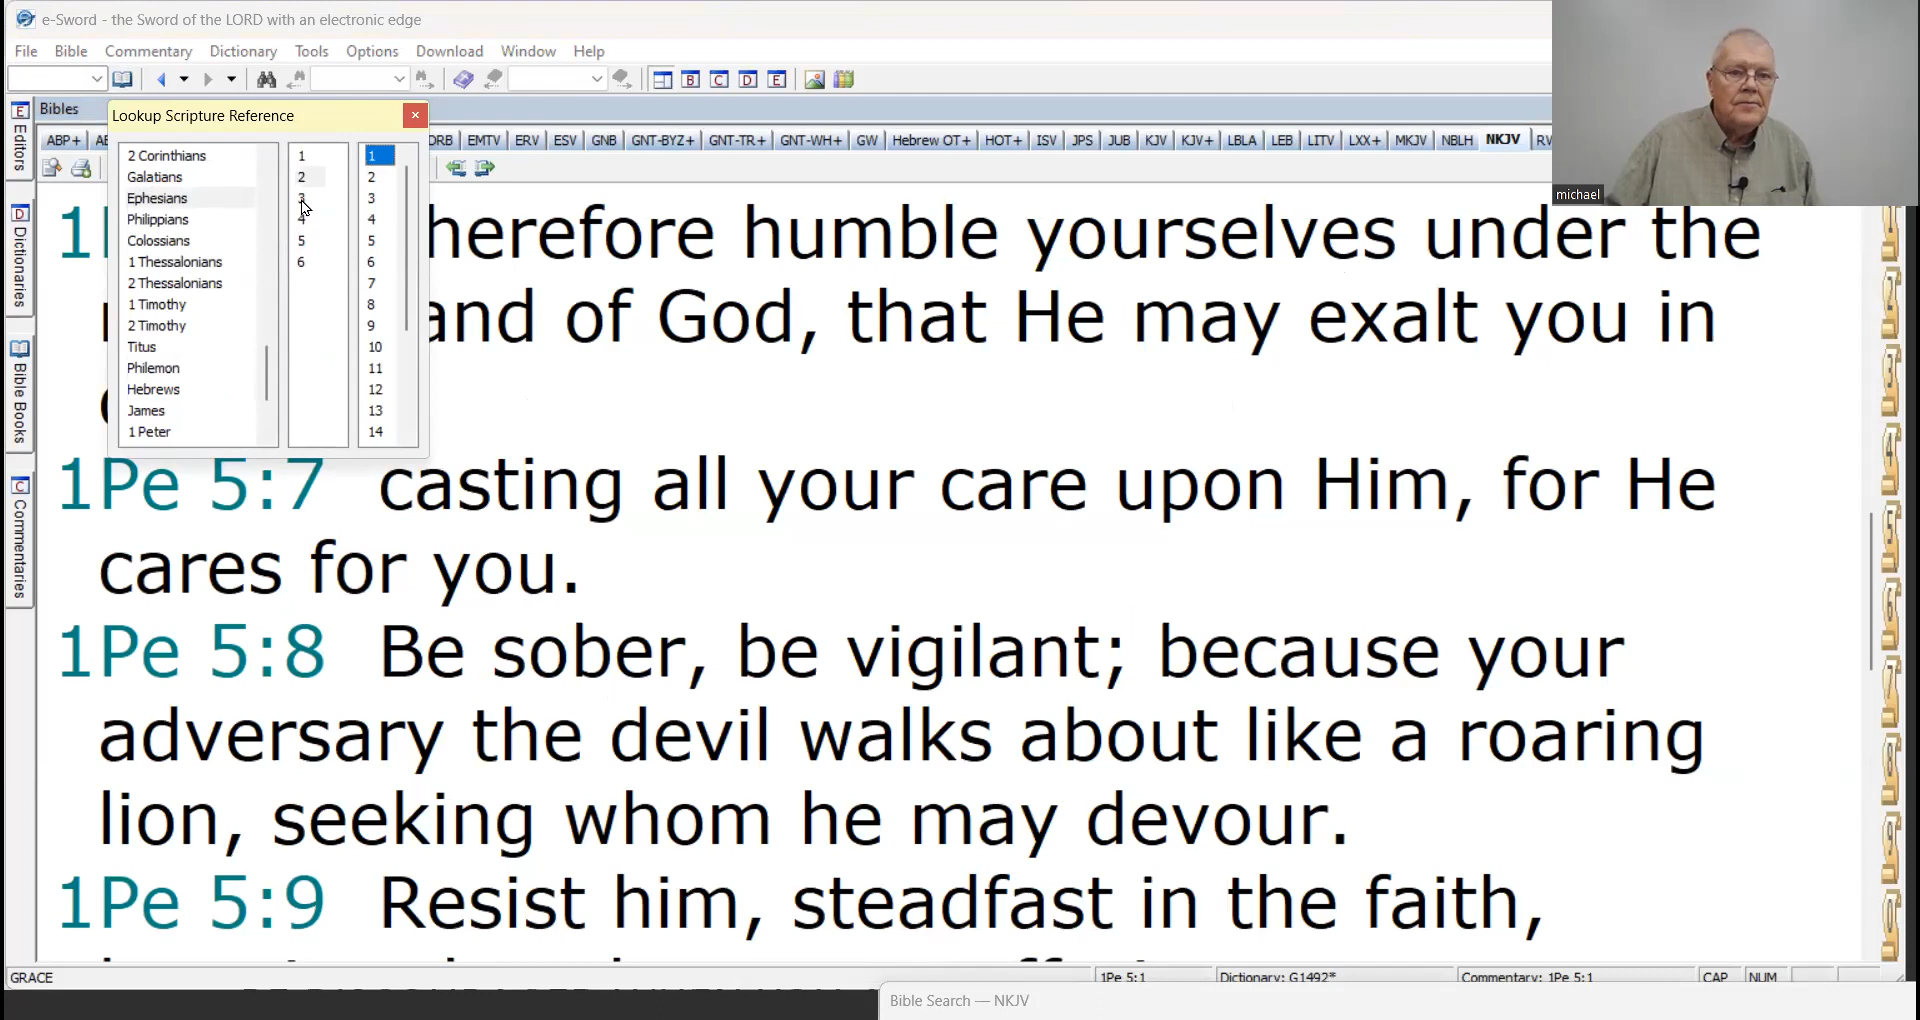 e-Sword - the Sword of the LORD with an electronic edge
File Bible Commentary Dictionary Tools Options Download Window Help
B C D E
E Editors
D Dictionaries
Bible Books
C Commentaries
Bibles
Lookup Scripture Reference
ABP+ ORB EMTV ERV ESV GNB GNT-BYZ+ GNT-TR+ GNT-WH+ GW Hebrew OT+ HOT+ ISV JPS JUB KJV KJV+ LBLA LEB LITV LXX+ MKJV NBLH NKJV
2 Corinthians 1 1
Galatians 2 2
Ephesians 3 3
Philippians 4 4
Colossians 5 5
1 Thessalonians 6 6
2 Thessalonians 7
1 Timothy 8
2 Timothy 9
Titus 10
Philemon 11
Hebrews 12
James 13
1 Peter 14
michael
herefore humble yourselves under the
and of God, that He may exalt you in
1Pe 5:7 casting all your care upon Him, for He
cares for you.
1Pe 5:8 Be sober, be vigilant; because your
adversary the devil walks about like a roaring
lion, seeking whom he may devour.
1Pe 5:9 Resist him, steadfast in the faith,
GRACE 1Pe 5:1 Dictionary: G1492* Commentary: 1Pe 5:1 CAP NUM
Bible Search — NKJV